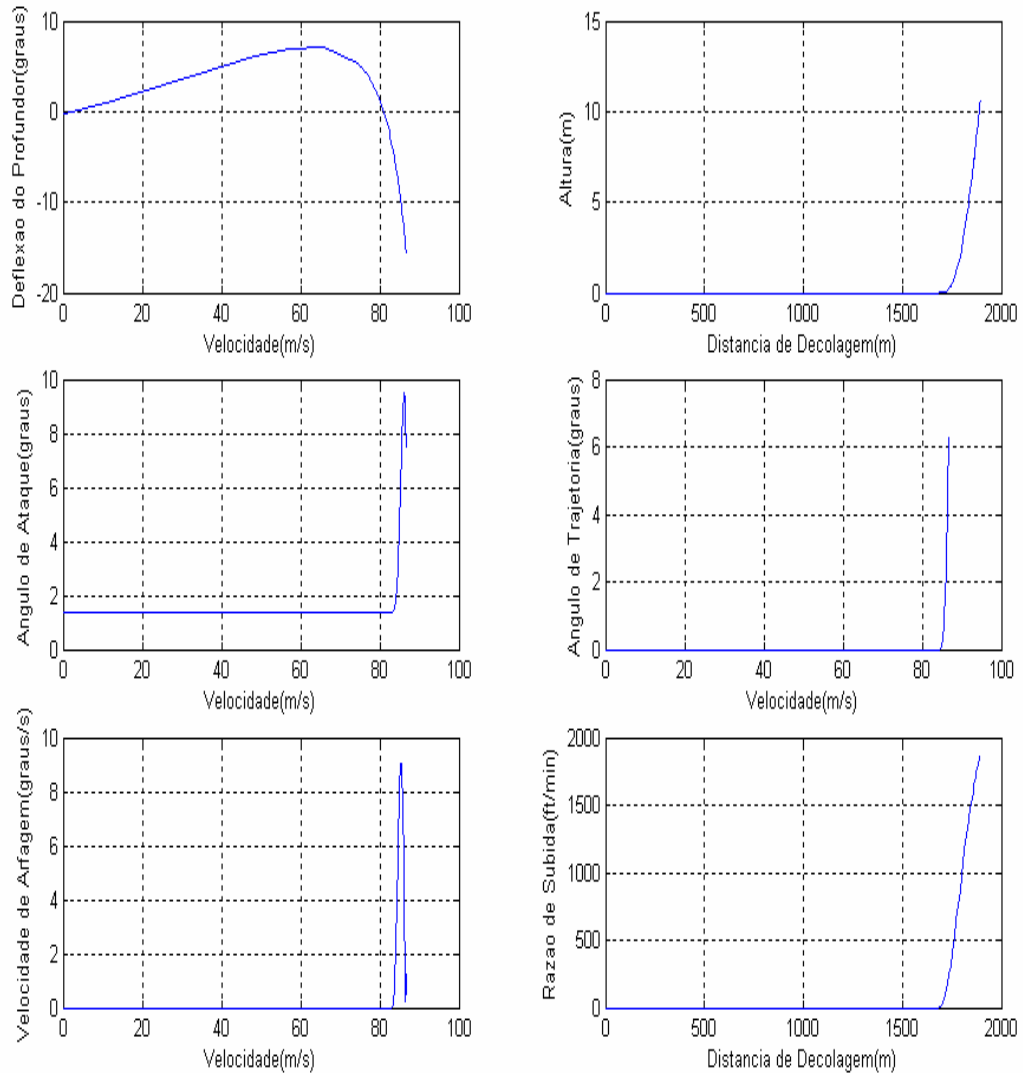 Deflexao do Profundor(graus)
10
0
-10
-20
0 20 40 60 80 100
Velocidade(m/s)
Altura(m)
15
10
5
0
0 500 1000 1500 2000
Distancia de Decolagem(m)
Angulo de Ataque(graus)
10
8
6
4
2
0
0 20 40 60 80 100
Velocidade(m/s)
Angulo de Trajetoria(graus)
8
6
4
2
0
0 20 40 60 80 100
Velocidade(m/s)
Velocidade de Arfagem(graus/s)
10
8
6
4
2
0
0 20 40 60 80 100
Velocidade(m/s)
Razao de Subida(ft/min)
2000
1500
1000
500
0
0 500 1000 1500 2000
Distancia de Decolagem(m)